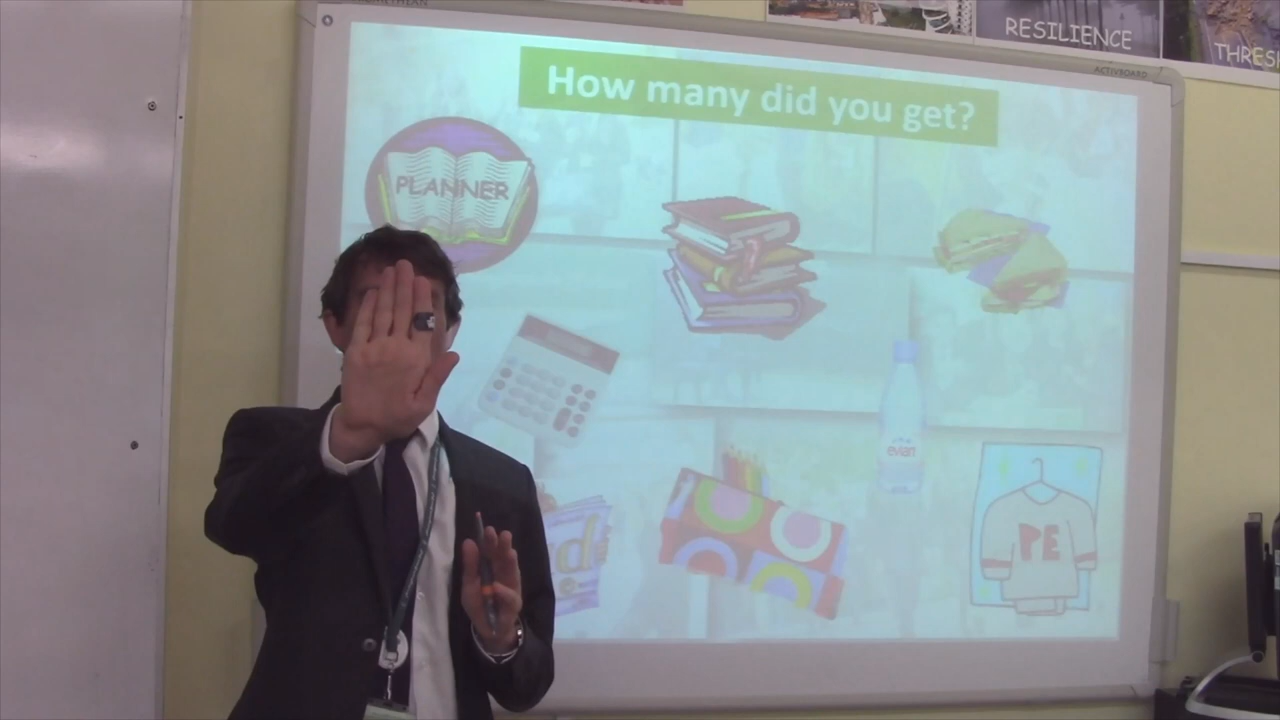 RESILIENCE
THRES
ACTIVBOARD
How many did you get?
PLANNER
evian
PE